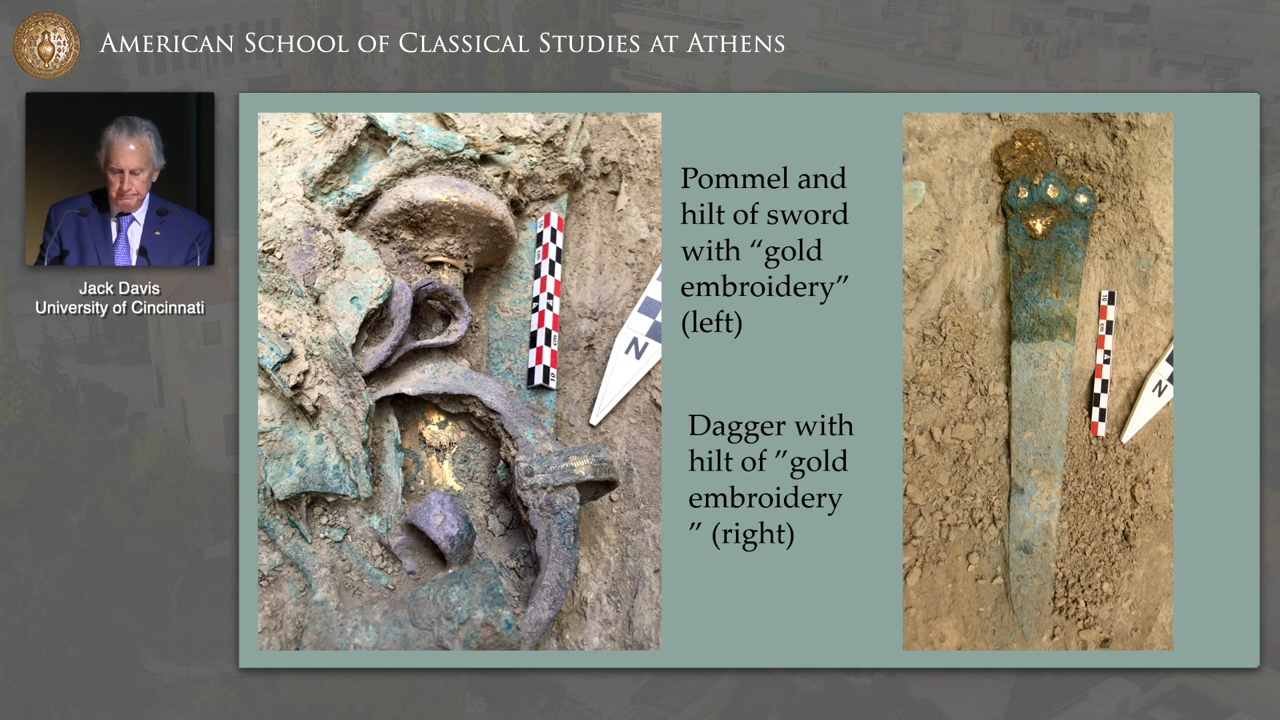 AMERICAN SCHOOL OF CLASSICAL STUDIES AT ATHENS
Jack Davis
University of Cincinnati
Pommel and
hilt of sword
with “gold
embroidery”
(left)
Dagger with
hilt of ”gold
embroidery
” (right)
N
N